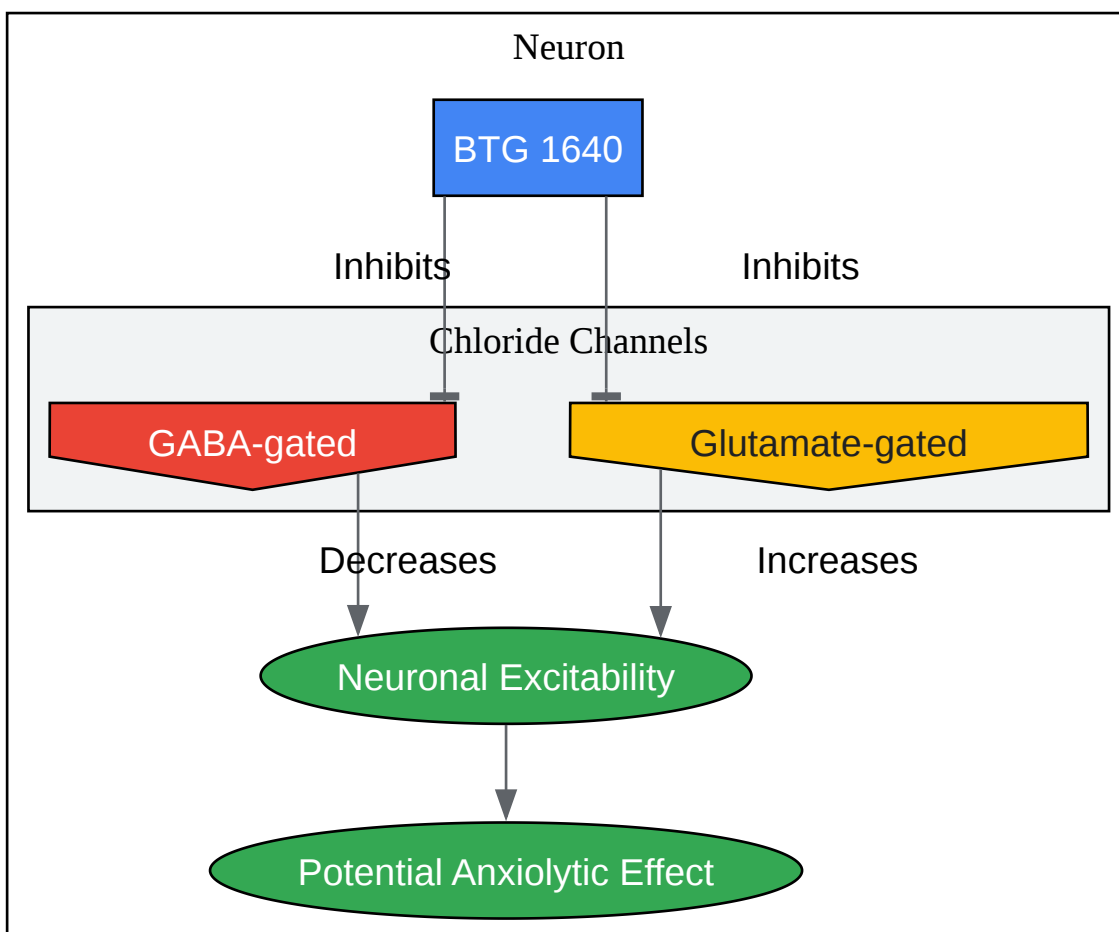 Neuron
BTG 1640
Inhibits
Inhibits
Chloride Channels
GABA-gated
Glutamate-gated
Decreases
Increases
Neuronal Excitability
Potential Anxiolytic Effect